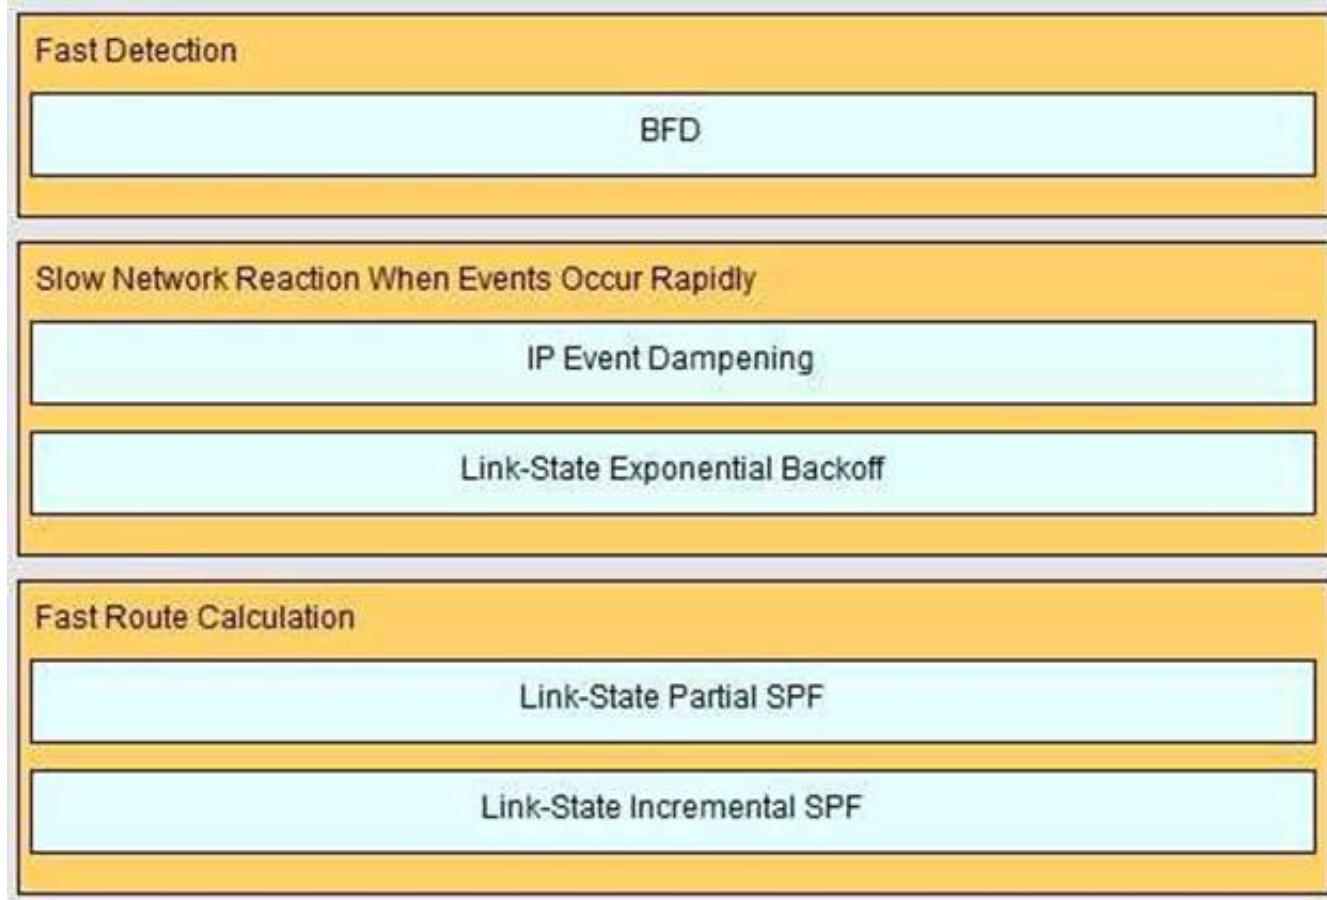 Fast Detection
BFD
Slow Network Reaction When Events Occur Rapidly
IP Event Dampening
Link-State Exponential Backoff
Fast Route Calculation
Link-State Partial SPF
Link-State Incremental SPF